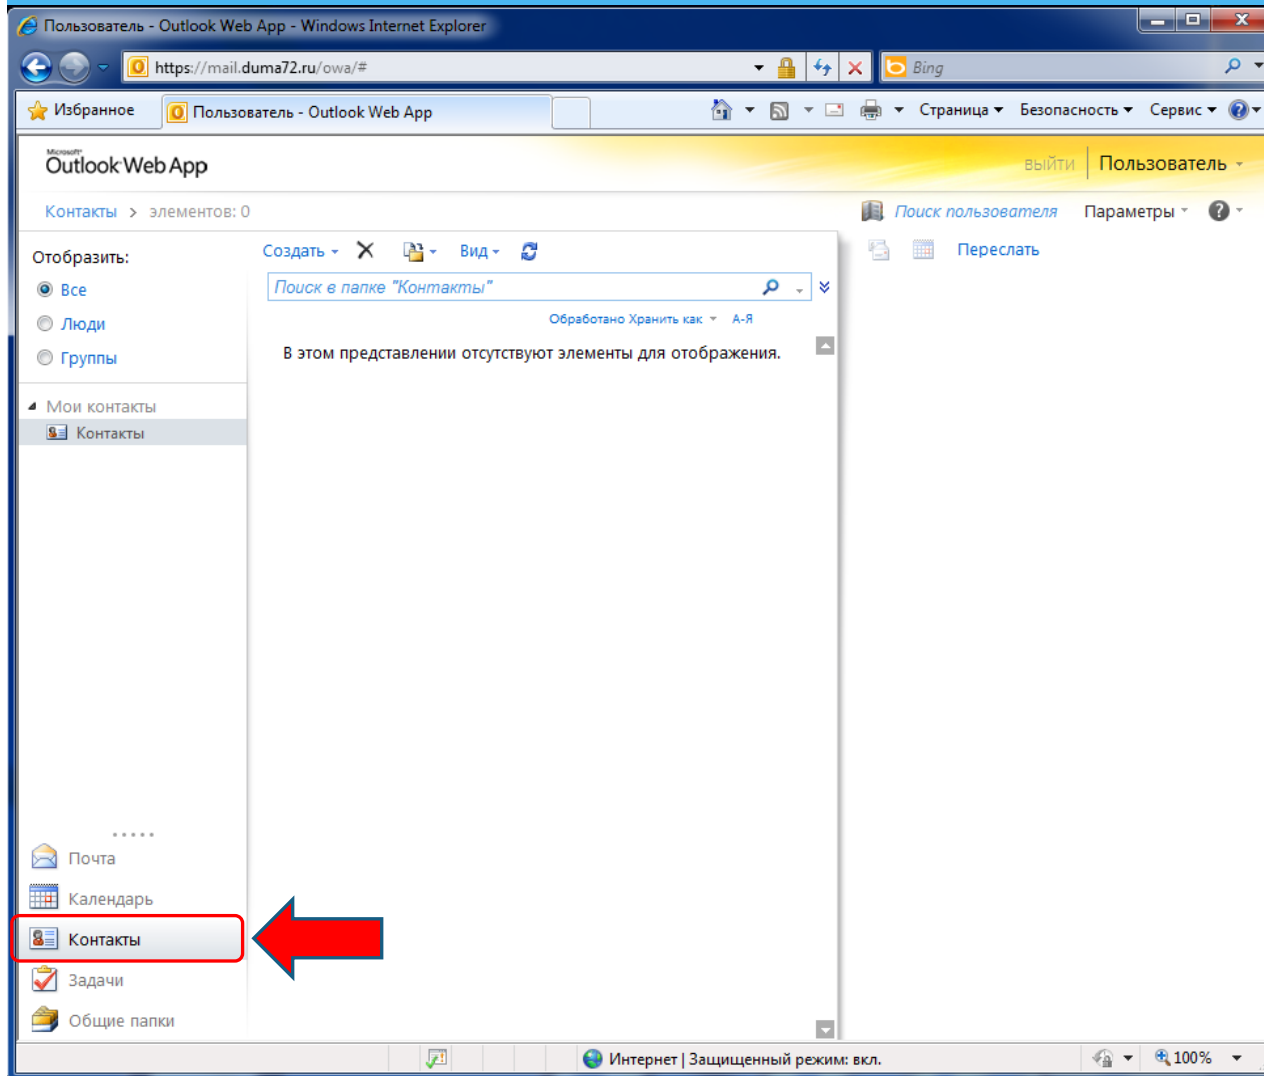 Пользователь - Outlook Web App - Windows Internet Explorer
https://mail.duma72.ru/owa/#
Bing
Избранное
Пользователь - Outlook Web App
Страница
Безопасность
Сервис
Microsoft
Outlook Web App
выйти
Пользователь
Контакты > элементов: 0
Поиск пользователя
Параметры
Отобразить:
Создать
Вид
Переслать
Все
Поиск в папке "Контакты"
Люди
Обработано Хранить как
А-Я
Группы
В этом представлении отсутствуют элементы для отображения.
Мои контакты
Контакты
Почта
Календарь
Контакты
Задачи
Общие папки
Интернет | Защищенный режим: вкл.
100%